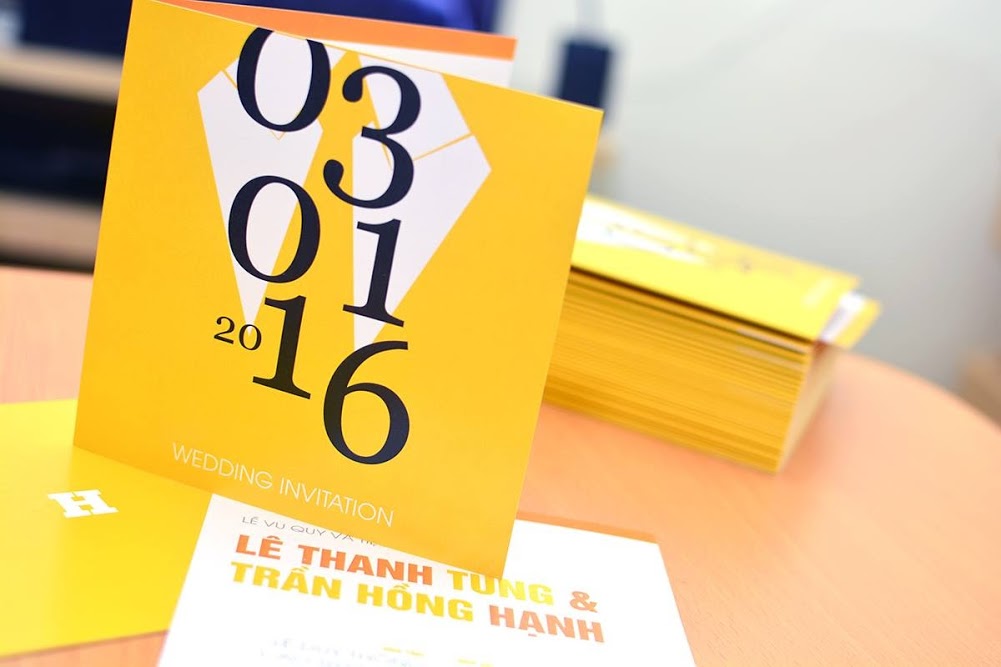 03
01
2016
WEDDING INVITATION
H
LÊ THANH TÙNG &
TRẦN HỒNG HẠNH